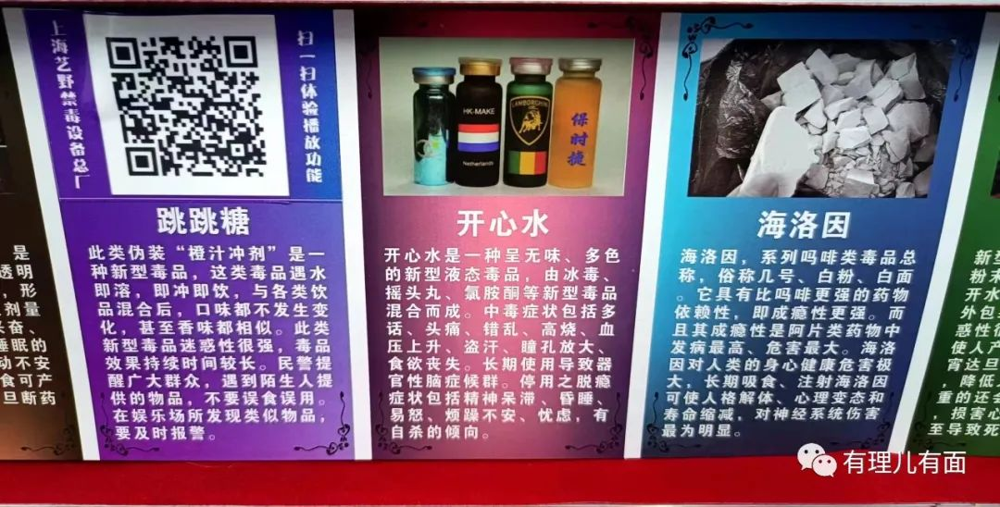 是
透明
,形
剂量
长奋、
睡眠的
动不安
食可产
旦断药
上海艺野禁毒设备总厂
扫一扫体验播放功能
跳跳糖
此类伪装“橙汁冲剂”是一
种新型毒品，这类毒品遇水
即溶，即冲即饮，与各类饮
品混合后，口味都不发生变
化，甚至香味都相似。此类
新型毒品迷惑性很强，毒品
效果持续时间较长。民警提
醒广大群众，遇到陌生人提
供的物品，不要误食误用。
在娱乐场所发现类似物品，
要及时报警。
HK-MAKE
Netherlands
LAMBORGHINI
保时捷
开心水
开心水是一种呈无味、多色
的新型液态毒品，由冰毒、
摇头丸、氯胺酮等新型毒品
混合而成。中毒症状包括多
话、头痛、错乱、高烧、血
压上升、盗汗、瞳孔放大、
食欲丧失。长期使用导致器
官性脑症候群。停用之脱瘾
症状包括精神呆滞、昏睡、
易怒、烦躁不安、忧虑，有
自杀的倾向。
海洛因
海洛因，系列吗啡类毒品总
称，俗称几号、白粉、白面
。它具有比吗啡更强的药物
依赖性，即成瘾性更强。而
且其成瘾性是阿片类药物中
发病最高、危害最大。海洛
因对人类的身心健康危害极
大，长期吸食、注射海洛因
可使人格解体、心理变态和
寿命缩减，对神经系统伤害
最为明显。
新型
粉末
开水
外包装
惑性很
使人产
宵达旦
，降低
重的还会
，损害心
至导致死
有理儿有面